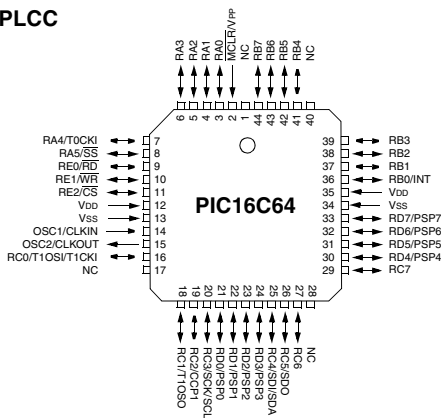 PLCC
RA3
RA2
RA1
RA0
MCLR/VPP
NC
RB7
RB6
RB5
RB4
NC
6
5
4
3
2
1
44
43
42
41
40
RA4/T0CKI 7
RA5/SS 8
RE0/RD 9
RE1/WR 10
RE2/CS 11
VDD 12
VSS 13
OSC1/CLKIN 14
OSC2/CLKOUT 15
RC0/T1OSI/T1CKI 16
NC 17
PIC16C64
39 RB3
38 RB2
37 RB1
36 RB0/INT
35 VDD
34 VSS
33 RD7/PSP7
32 RD6/PSP6
31 RD5/PSP5
30 RD4/PSP4
29 RC7
18
19
20
21
22
23
24
25
26
27
28
RC1/T1OSO
RC2/CCP1
RC3/SCK/SCL
RD0/PSP0
RD1/PSP1
RD2/PSP2
RD3/PSP3
RC4/SDI/SDA
RC5/SDO
RC6
NC